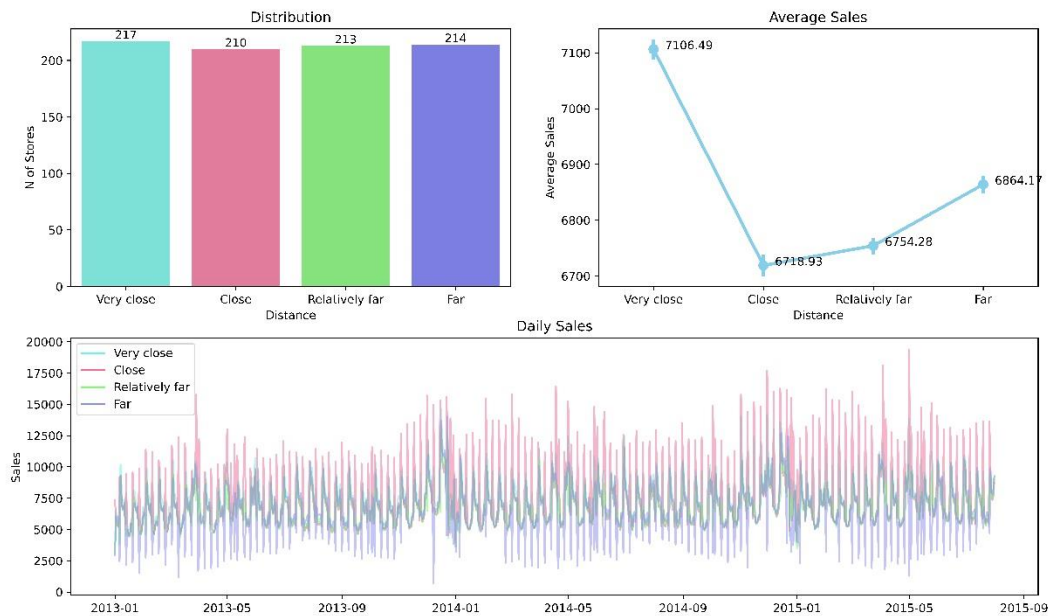 Distribution
217
210
213
214
200
150
100
50
0
N of Stores
Very close
Close
Relatively far
Far
Distance
Average Sales
7106.49
6718.93
6754.28
6864.17
7100
7000
6900
6800
6700
Average Sales
Very close
Close
Relatively far
Far
Distance
Daily Sales
Very close
Close
Relatively far
Far
20000
17500
15000
12500
10000
7500
5000
2500
0
Sales
2013-01
2013-05
2013-09
2014-01
2014-05
2014-09
2015-01
2015-05
2015-09